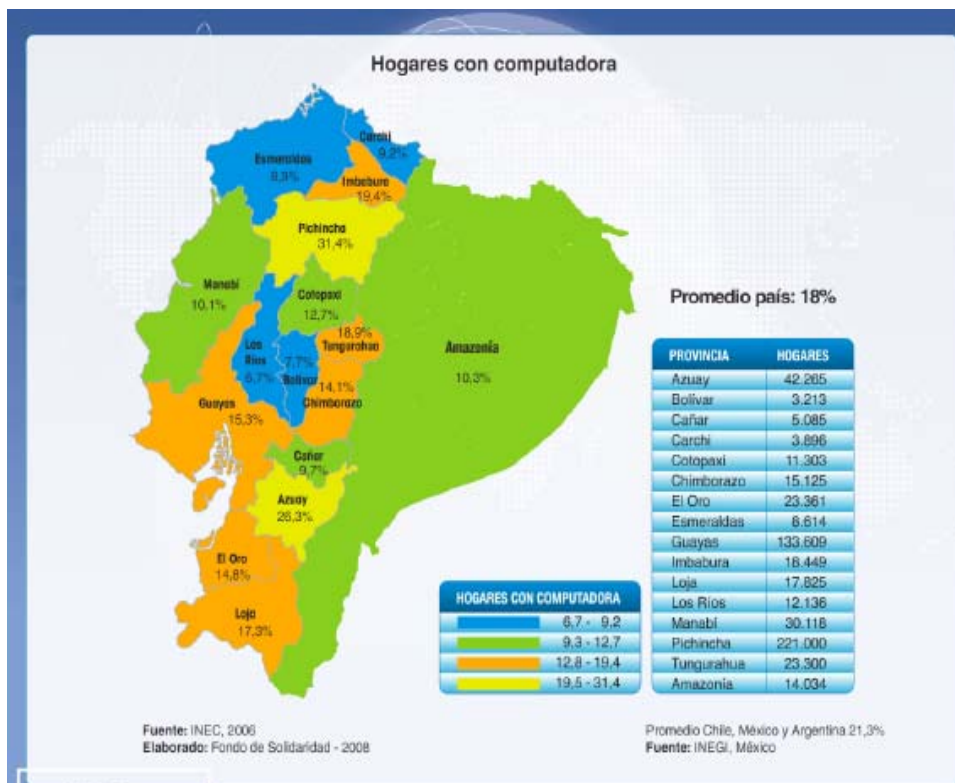 Hogares con computadora
Carchi
9,2%
Esmeraldas
Imbabura
19,4%
Pichincha
31,4%
Manabí
10,1%
Cotopaxi
12,7%
18,9%
Tungurahua
Los
Ríos
6,7%
7,7%
Bolívar
14,1%
Chimborazo
Amazonía
10,3%
Guayas
15,3%
Cañar
9,7%
Azuay
26,3%
El Oro
14,8%
Loja
17,3%
Promedio país: 18%
PROVINCIA HOGARES
Azuay 42.265
Bolívar 3.213
Cañar 5.085
Carchi 3.896
Cotopaxi 11.303
Chimborazo 15.125
El Oro 23.361
Esmeraldas
Guayas 133.609
Imbabura 18.449
Loja 17.825
Los Ríos 12.136
Manabí 30.118
Pichincha 221.000
Tungurahua 23.300
Amazonia 14.034
HOGARES CON COMPUTADORA
6,7 - 9,2
9,3 - 12,7
12,8 - 19,4
19,5 - 31,4
Fuente: INEC, 2006
Elaborado: Fondo de Solidaridad - 2008
Promedio Chile, México y Argentina 21,3%
Fuente: INEGI, México